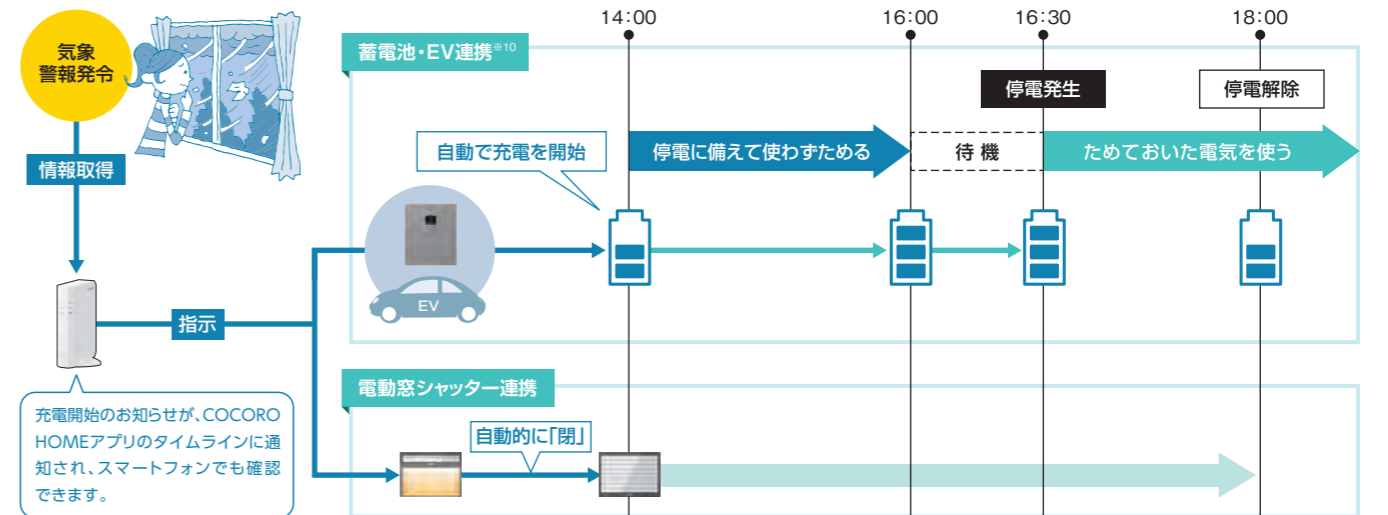 14:00
16:00
16:30
18:00
気象
警報発令
蓄電池・EV連携※10
停電発生
停電解除
自動で充電を開始
停電に備えて使わずためる
待機
ためておいた電気を使う
情報取得
EV
指示
電動窓シャッター連携
自動的に「閉」
充電開始のお知らせが、COCORO
HOMEアプリのタイムラインに通
知され、スマートフォンでも確認
できます。